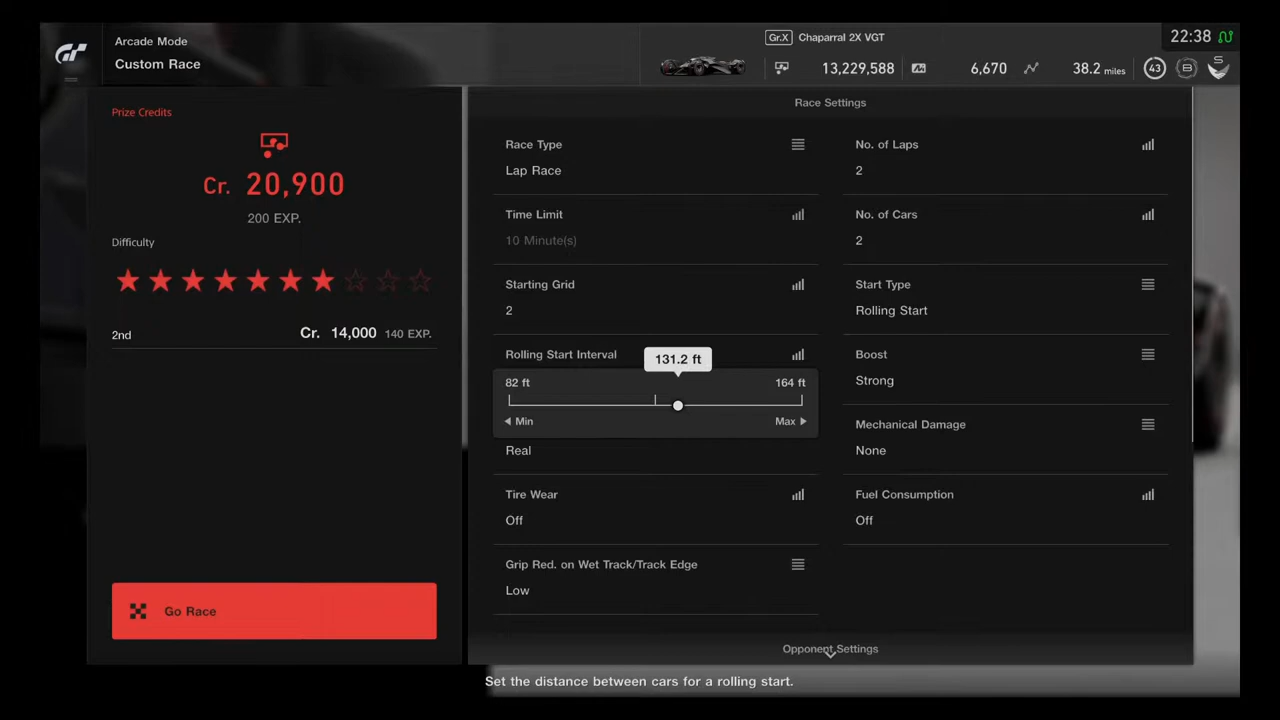 Arcade Mode
Custom Race
Gr.X Chaparral 2X VGT
22:38
13,229,588 6,670 38.2 miles 43 B S
Prize Credits
Cr. 20,900
200 EXP.
Difficulty
2nd Cr. 14,000 140 EXP.
Go Race
Race Settings
Race Type
Lap Race
No. of Laps
2
Time Limit
10 Minute(s)
No. of Cars
2
Starting Grid
2
Start Type
Rolling Start
Rolling Start Interval
131.2 ft
82 ft 164 ft
Min Max
Boost
Strong
Real
Mechanical Damage
None
Tire Wear
Off
Fuel Consumption
Off
Grip Red. on Wet Track/Track Edge
Low
Opponent Settings
Set the distance between cars for a rolling start.